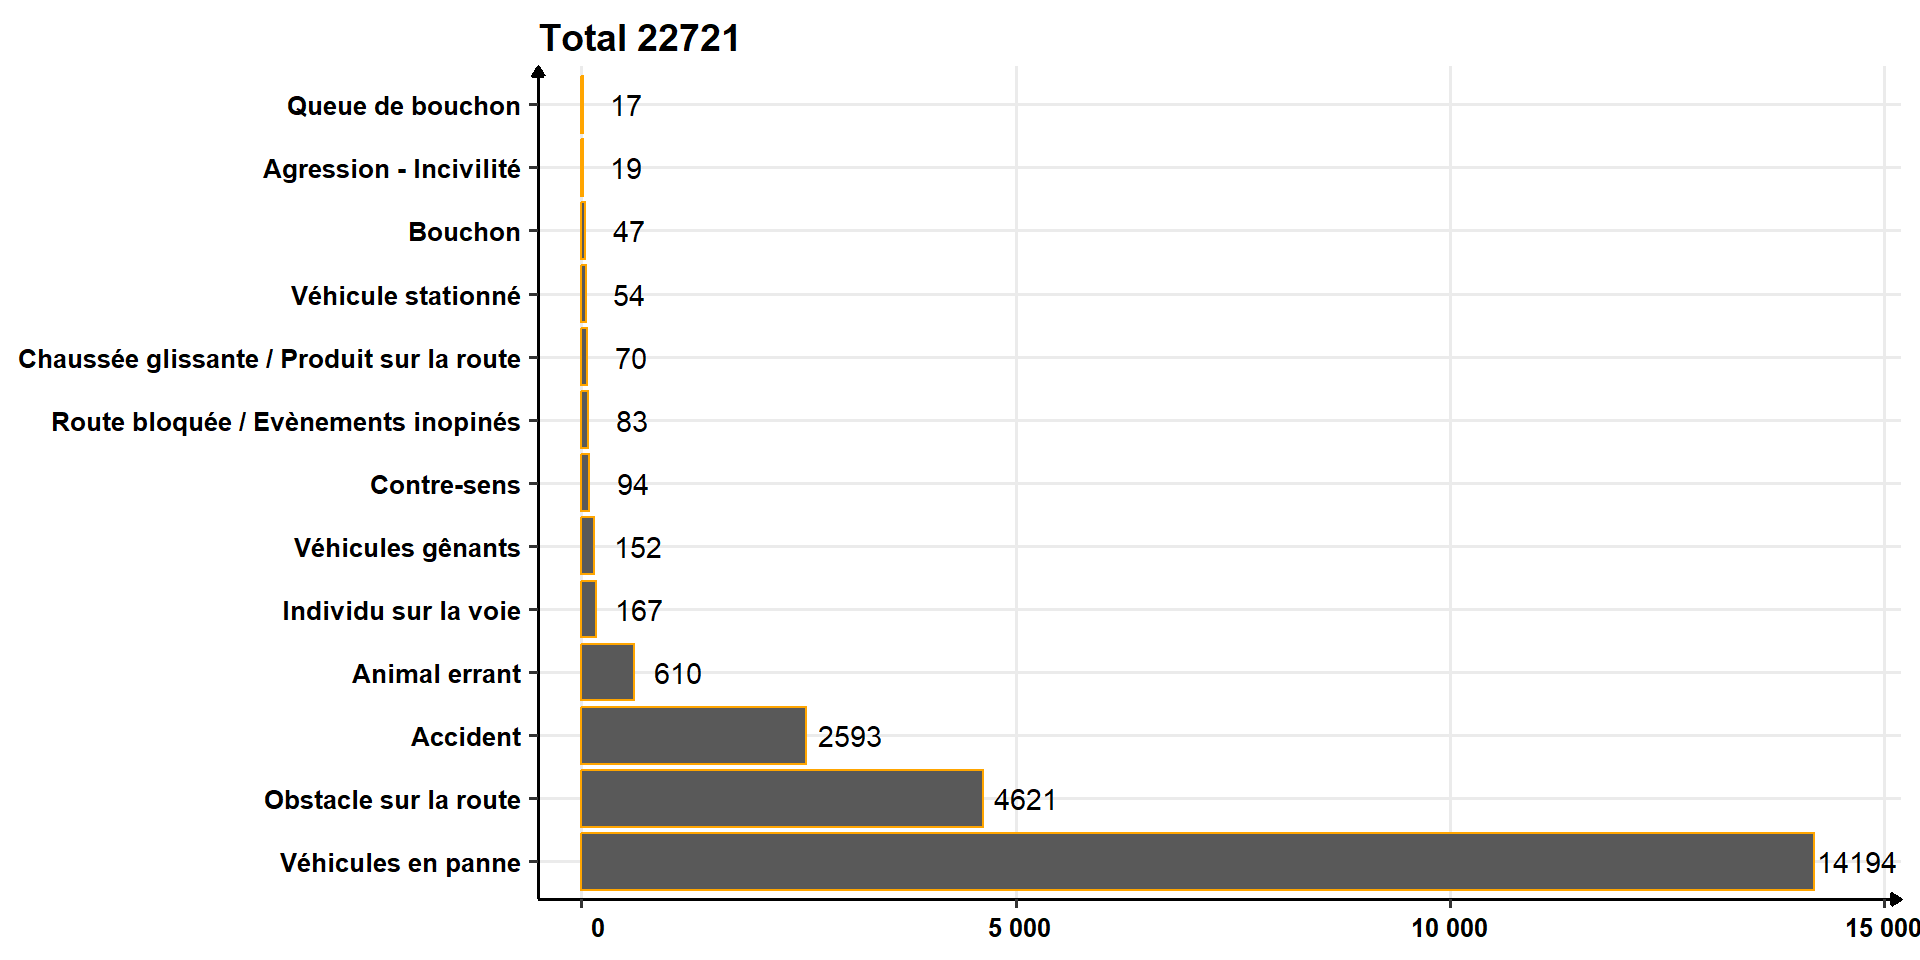 Total 22721
Queue de bouchon 17
Agression - Incivilité 19
Bouchon 47
Véhicule stationné 54
Chaussée glissante / Produit sur la route 70
Route bloquée / Evènements inopinés 83
Contre-sens 94
Véhicules gênants 152
Individu sur la voie 167
Animal errant 610
Accident 2593
Obstacle sur la route 4621
Véhicules en panne 14194
0 5 000 10 000 15 000